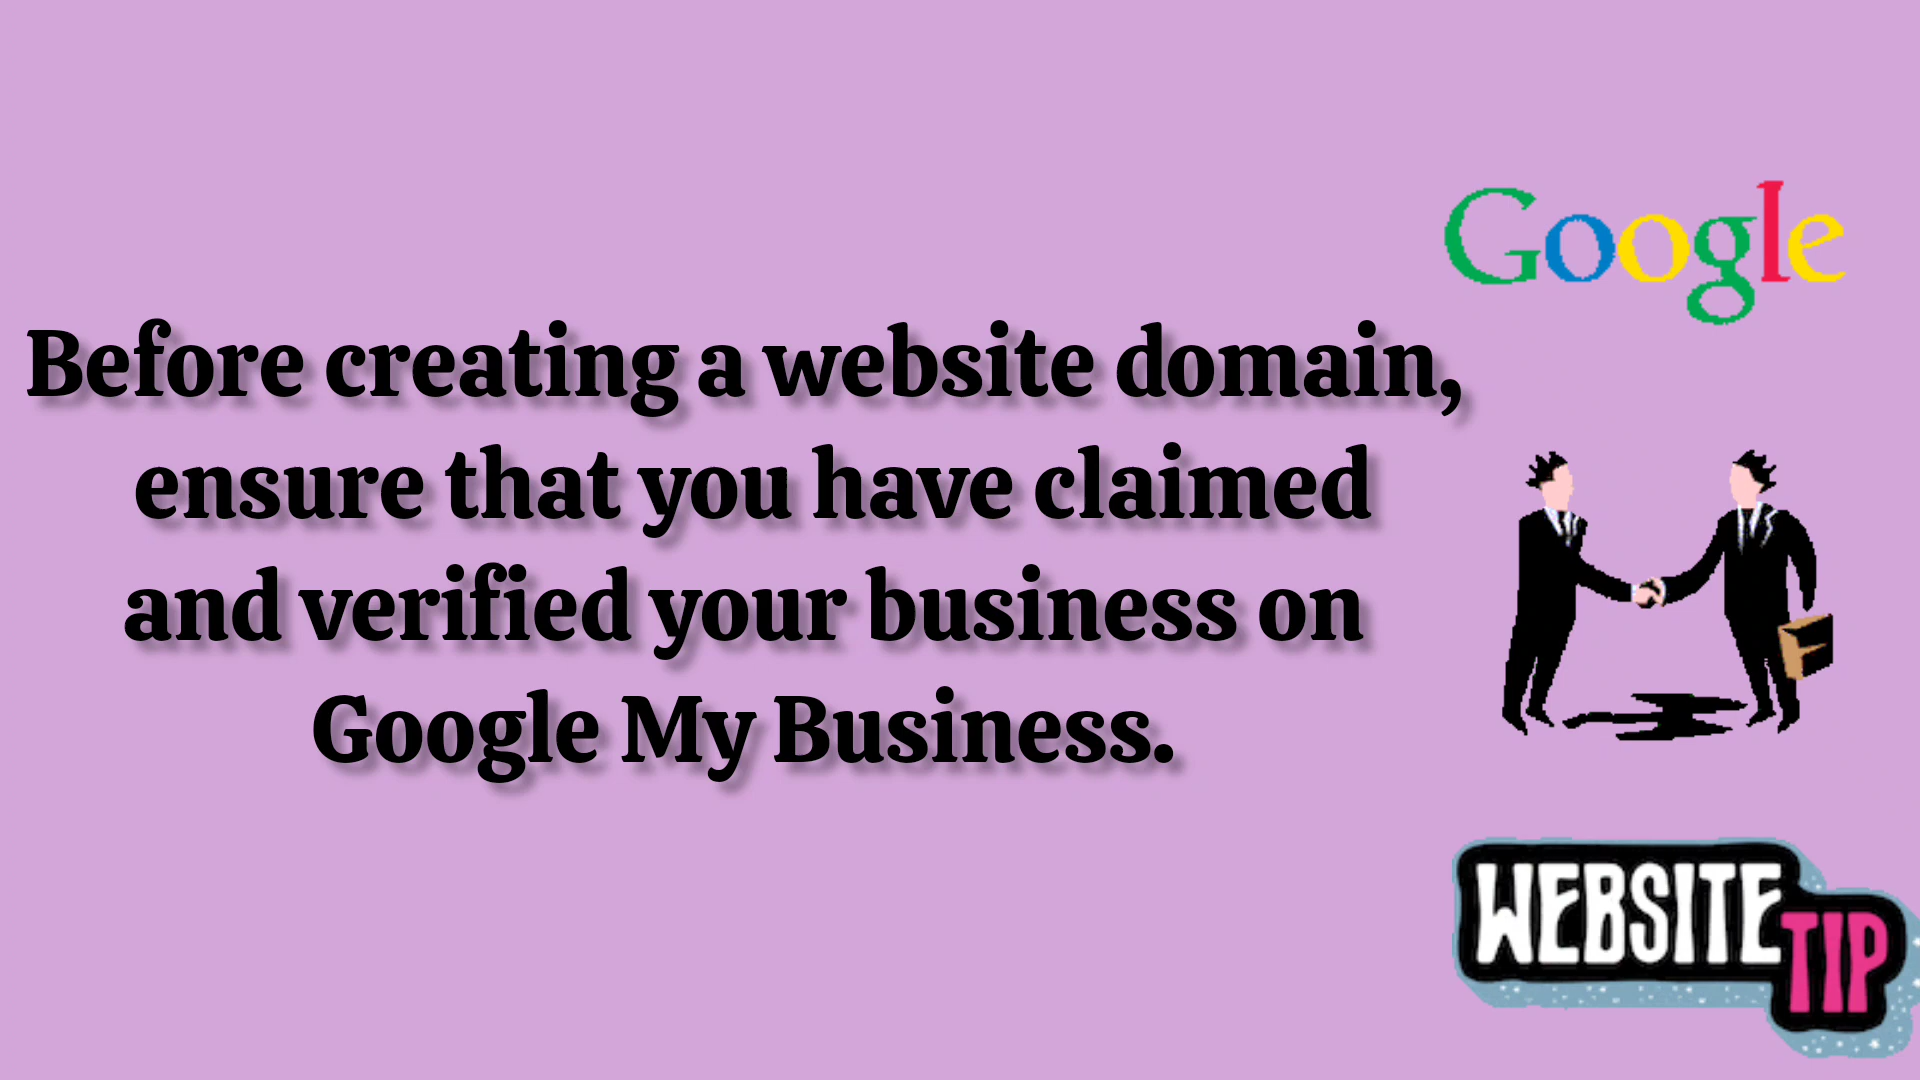 Google
Before creating a website domain,
ensure that you have claimed
and verified your business on
Google My Business.
WEBSITE
TIP